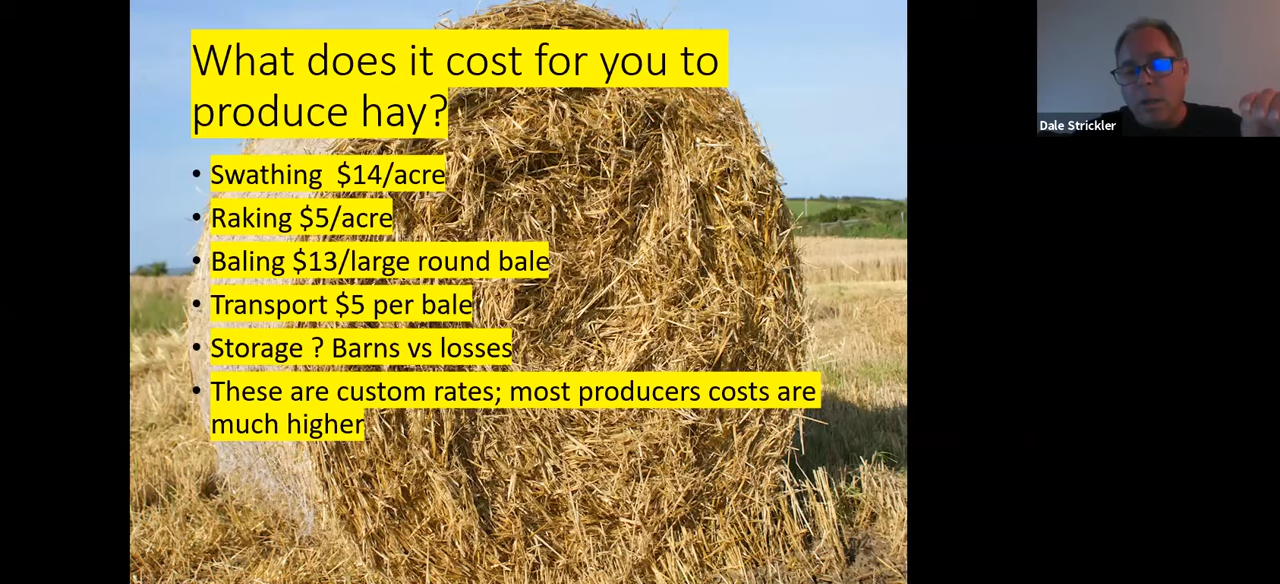 What does it cost for you to
produce hay?
• Swathing  $14/acre
• Raking $5/acre
• Baling $13/large round bale
• Transport $5 per bale
• Storage ? Barns vs losses
• These are custom rates; most producers costs are
much higher
Dale Strickler